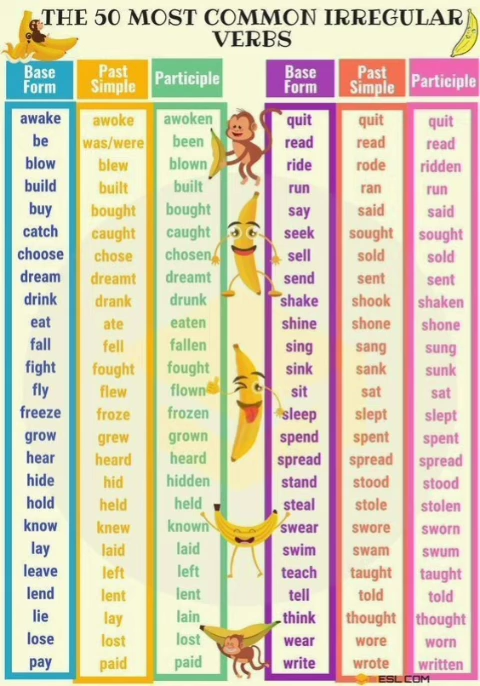 THE 50 MOST COMMON IRREGULAR
VERBS
Base Form Past Simple Participle
awake awoke awoken
be was/were been
blow blew blown
build built built
buy bought bought
catch caught caught
choose chose chosen
dream dreamt dreamt
drink drank drunk
eat ate eaten
fall fell fallen
fight fought fought
fly flew flown
freeze froze frozen
grow grew grown
hear heard heard
hide hid hidden
hold held held
know knew known
lay laid laid
leave left left
lend lent lent
lie lay lain
lose lost lost
pay paid paid
Base Form Past Simple Participle
quit quit quit
read read read
ride rode ridden
run ran run
say said said
seek sought sought
sell sold sold
send sent sent
shake shook shaken
shine shone shone
sing sang sung
sink sank sunk
sit sat sat
sleep slept slept
spend spent spent
spread spread spread
stand stood stood
steal stole stolen
swear swore sworn
swim swam swum
teach taught taught
tell told told
think thought thought
wear wore worn
write wrote written
ESL.COM